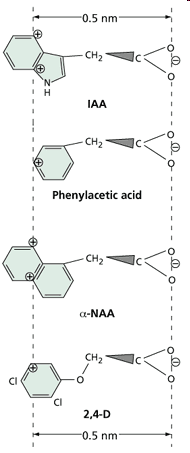 0.5 nm
CH2
C
O
O
N
H
IAA
CH2
C
O
O
Phenylacetic acid
CH2
C
O
O
α-NAA
CH2
C
O
O
O
Cl
Cl
2,4-D
0.5 nm